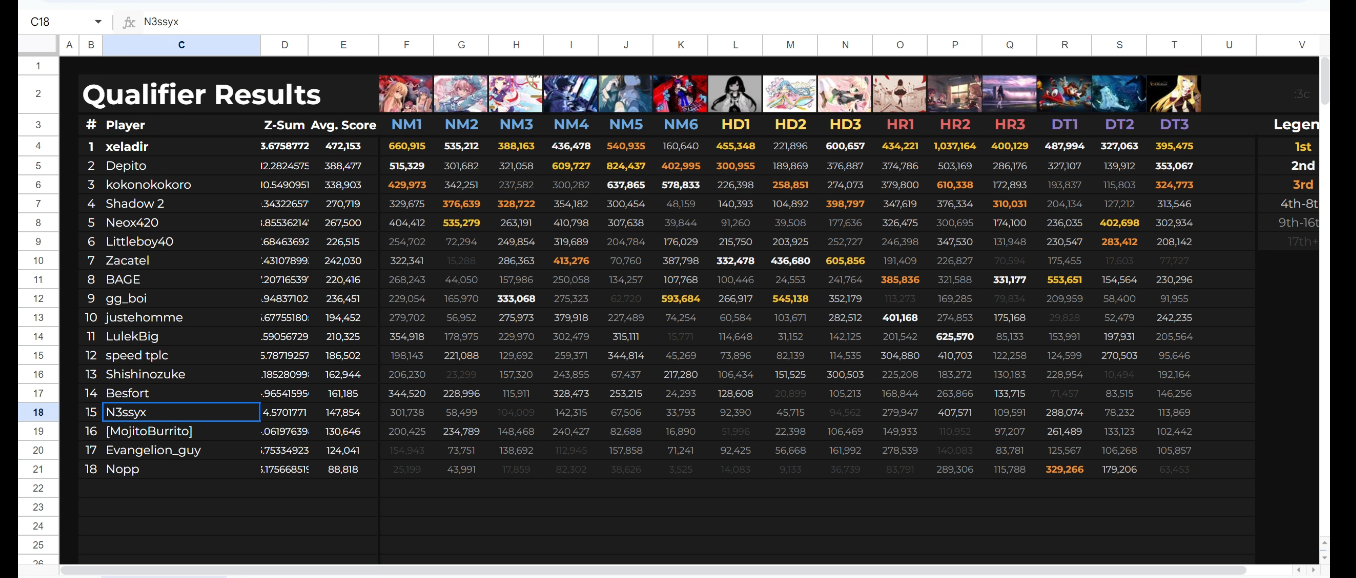 C18 fx N3ssyx
A B C D E F G H I J K L M N O P Q R S T U V
1
2 Qualifier Results :3c
3 # Player Z-Sum Avg. Score NM1 NM2 NM3 NM4 NM5 NM6 HD1 HD2 HD3 HR1 HR2 HR3 DT1 DT2 DT3 Legen
4 1 xeladir 3.6758772 472,153 660,915 535,212 388,163 436,478 540,935 160,640 455,348 221,896 600,657 434,221 1,037,164 400,129 487,994 327,063 395,475 1st
5 2 Depito 12.2824575 388,477 515,329 301,682 321,058 609,727 824,437 402,995 300,955 189,869 376,887 374,786 503,169 286,176 327,107 139,912 353,067 2nd
6 3 kokonokokoro 10.5490951 338,903 429,973 342,251 237,582 300,282 637,865 578,833 226,398 258,851 274,073 379,800 610,338 172,893 193,837 115,803 324,773 3rd
7 4 Shadow 2 .34322657 270,719 329,675 376,639 328,722 354,182 300,454 48,159 140,393 104,892 398,797 347,619 376,334 310,031 204,134 127,212 313,546 4th-8t
8 5 Neox420 .85536214 267,500 404,412 535,279 263,191 410,798 307,638 39,844 91,260 39,508 177,636 326,475 300,695 174,100 236,035 402,698 302,934 9th-16t
9 6 Littleboy40 .68463692 226,515 254,702 72,294 249,854 319,689 204,784 176,029 215,750 203,925 252,727 246,398 347,530 131,948 230,547 283,412 208,142 17th+
10 7 Zacatel .43107899 242,030 322,341 15,288 286,363 413,276 70,760 387,798 332,478 436,680 605,856 191,409 226,827 70,594 175,455 17,603 77,727
11 8 BAGE .20716539 220,416 268,243 44,050 157,986 250,058 134,257 107,768 100,446 24,553 241,764 385,836 321,588 331,177 553,651 154,564 230,296
12 9 gg_boi .94837102 236,451 229,054 165,970 333,068 275,323 62,720 593,684 266,917 545,138 352,179 113,273 169,285 79,834 209,959 58,400 91,955
13 10 justehomme .67755180 194,452 279,702 56,952 275,973 379,918 227,489 74,254 60,584 103,671 282,512 401,168 274,853 175,168 29,828 52,479 242,235
14 11 LulekBig .59056729 210,325 354,918 178,975 229,970 302,479 315,111 15,771 114,648 31,152 142,125 201,542 625,570 85,133 153,991 197,931 205,564
15 12 speed tplc 5.78719257 186,502 198,143 221,088 129,692 259,371 344,814 45,269 73,896 82,139 114,535 304,880 410,703 122,258 124,599 270,503 95,646
16 13 Shishinozuke .18528099 162,944 206,230 23,299 157,320 243,855 67,437 217,280 106,434 151,525 300,503 225,208 183,272 130,183 228,954 10,494 192,164
17 14 Besfort .96541595 161,185 344,520 228,996 115,911 328,473 253,215 24,293 128,608 20,899 105,213 168,844 263,866 133,715 71,457 83,515 146,256
18 15 N3ssyx 4.5701771 147,854 301,738 58,499 104,009 142,315 67,506 33,793 92,390 45,715 94,562 279,947 407,571 109,591 288,074 78,232 113,869
19 16 [MojitoBurrito] .06197639 130,646 200,425 234,789 148,468 240,427 82,688 16,890 51,996 22,398 106,469 149,933 110,952 97,207 261,489 133,123 102,442
20 17 Evangelion_guy .75334923 124,041 154,943 73,751 138,692 112,945 157,858 71,241 92,425 56,668 161,992 278,539 140,083 83,781 125,567 106,268 105,857
21 18 Nopp 3.17566851 88,818 25,199 43,991 17,859 82,302 38,626 3,525 14,083 9,133 36,739 83,791 289,306 115,788 329,266 179,206 63,453
22
23
24
25
26